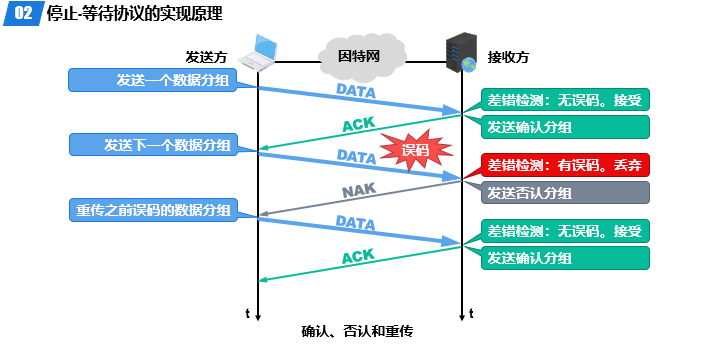 02 停止-等待协议的实现原理
发送方 因特网 接收方
发送一个数据分组
DATA
差错检测：无误码。接受
ACK
发送确认分组
发送下一个数据分组
DATA
误码
差错检测：有误码。丢弃
NAK
发送否认分组
重传之前误码的数据分组
DATA
差错检测：无误码。接受
ACK
发送确认分组
t t
确认、否认和重传